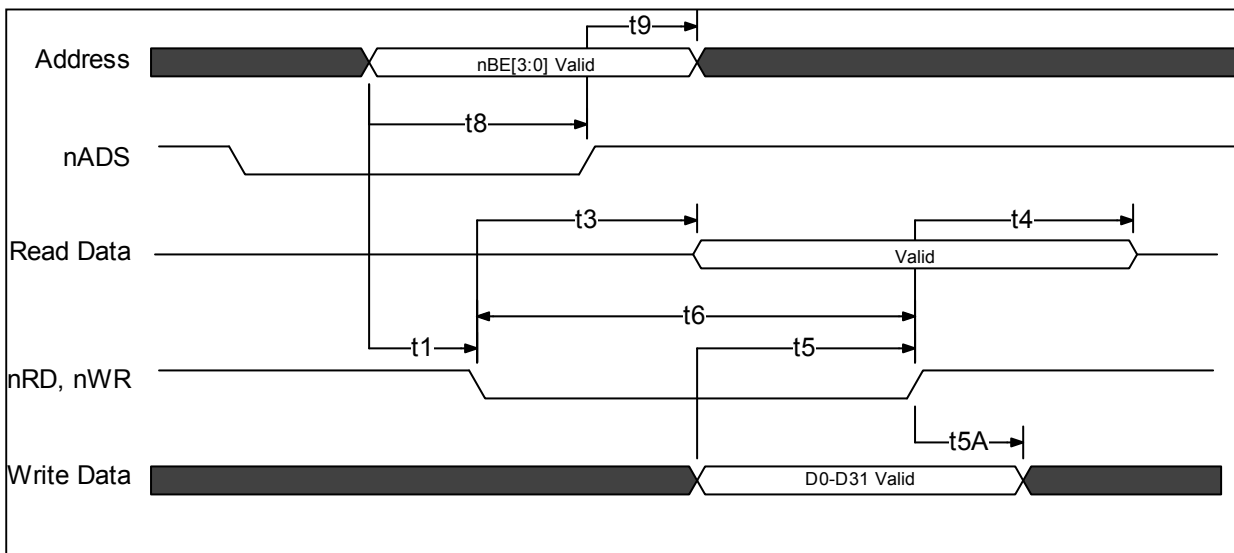 t9
Address
nBE[3:0] Valid
t8
nADS
t3
t4
Read Data
Valid
t6
t1
t5
nRD, nWR
t5A
Write Data
D0-D31 Valid